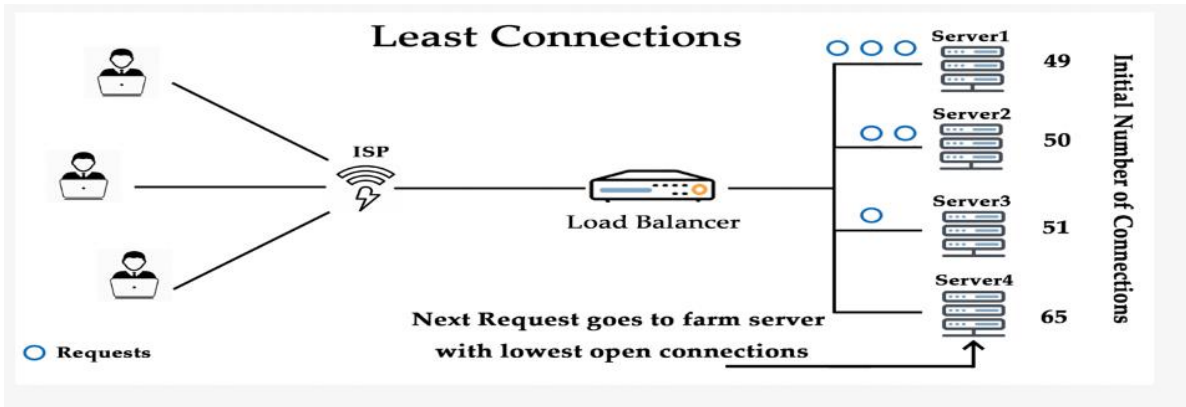 Least Connections
ISP
Load Balancer
Server1
49
Server2
50
Server3
51
Server4
65
Initial Number of Connections
Next Request goes to farm server
with lowest open connections
Requests